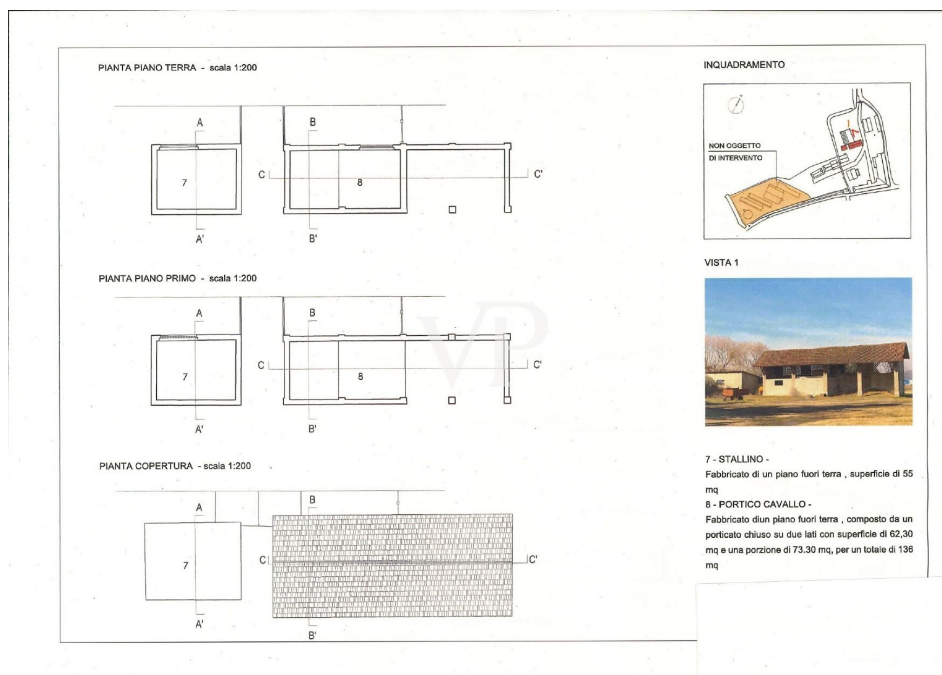 PIANTA PIANO TERRA - scala 1:200
A
B
7
C
8
C'
A'
B'
PIANTA PIANO PRIMO - scala 1:200
A
B
C
C'
7
8
A'
B'
PIANTA COPERTURA - scala 1:200
A
B
7
C
C'
A'
B'
VP
INQUADRAMENTO
NON OGGETTO
DI INTERVENTO
VISTA 1
7 - STALLINO -
Fabbricato di un piano fuori terra , superficie di 55
mq
8 - PORTICO CAVALLO -
Fabbricato diun piano fuori terra , composto da un
porticato chiuso su due lati con superficie di 62,30
mq e una porzione di 73.30 mq, per un totale di 136
mq